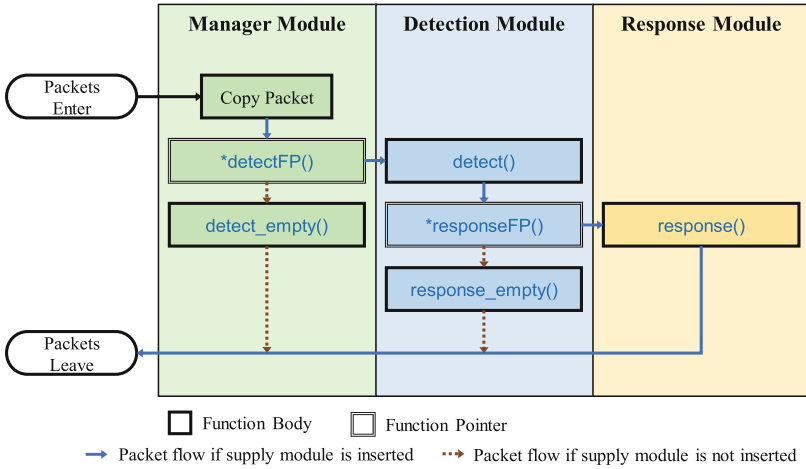 Manager Module
Detection Module
Response Module
Packets
Enter
Copy Packet
*detectFP()
detect()
detect_empty()
*responseFP()
response()
response_empty()
Packets
Leave
Function Body
Function Pointer
Packet flow if supply module is inserted
Packet flow if supply module is not inserted